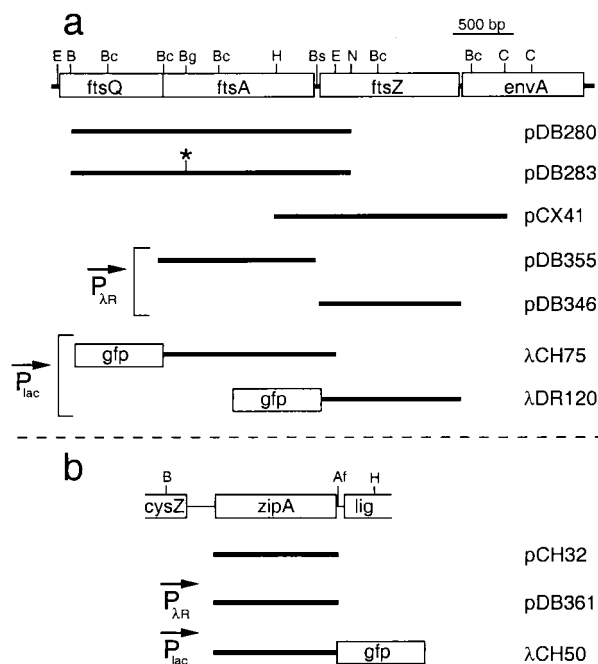 a
500 bp
E B Bc Bc Bg Bc H Bs E N Bc Bc C C
ftsQ ftsA ftsZ envA
pDB280
*
pDB283
pCX41
PλR
pDB355
pDB346
Plac
gfp
λCH75
gfp
λDR120
b
B Af H
cysZ zipA lig
pCH32
PλR
pDB361
Plac
gfp
λCH50